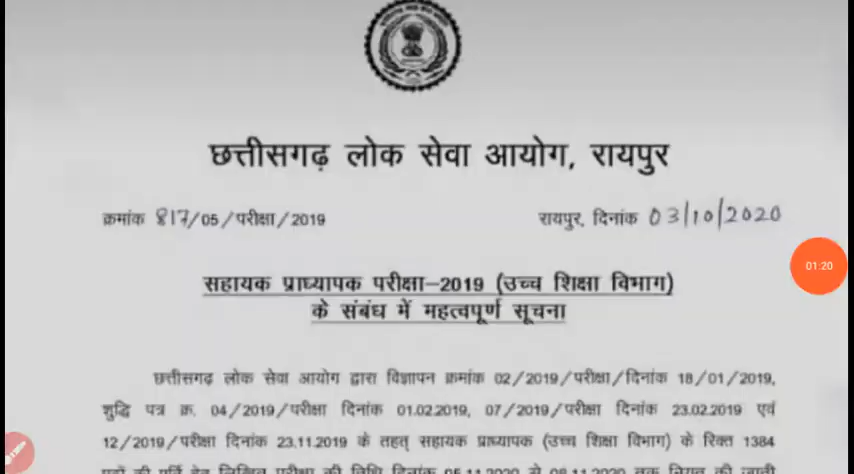 छत्तीसगढ़ लोक सेवा आयोग, रायपुर
क्रमांक 817/05/परीक्षा/2019 रायपुर, दिनांक 03/10/2020
01:20
सहायक प्राध्यापक परीक्षा–2019 (उच्च शिक्षा विभाग)
के संबंध में महत्वपूर्ण सूचना
छत्तीसगढ़ लोक सेवा आयोग द्वारा विज्ञापन क्रमांक 02/2019/परीक्षा/दिनांक 18/01/2019,
शुद्धि पत्र क्र. 04/2019/परीक्षा दिनांक 01.02.2019, 07/2019/परीक्षा दिनांक 23.02.2019 एवं
12/2019/परीक्षा दिनांक 23.11.2019 के तहत् सहायक प्राध्यापक (उच्च शिक्षा विभाग) के रिक्त 1384